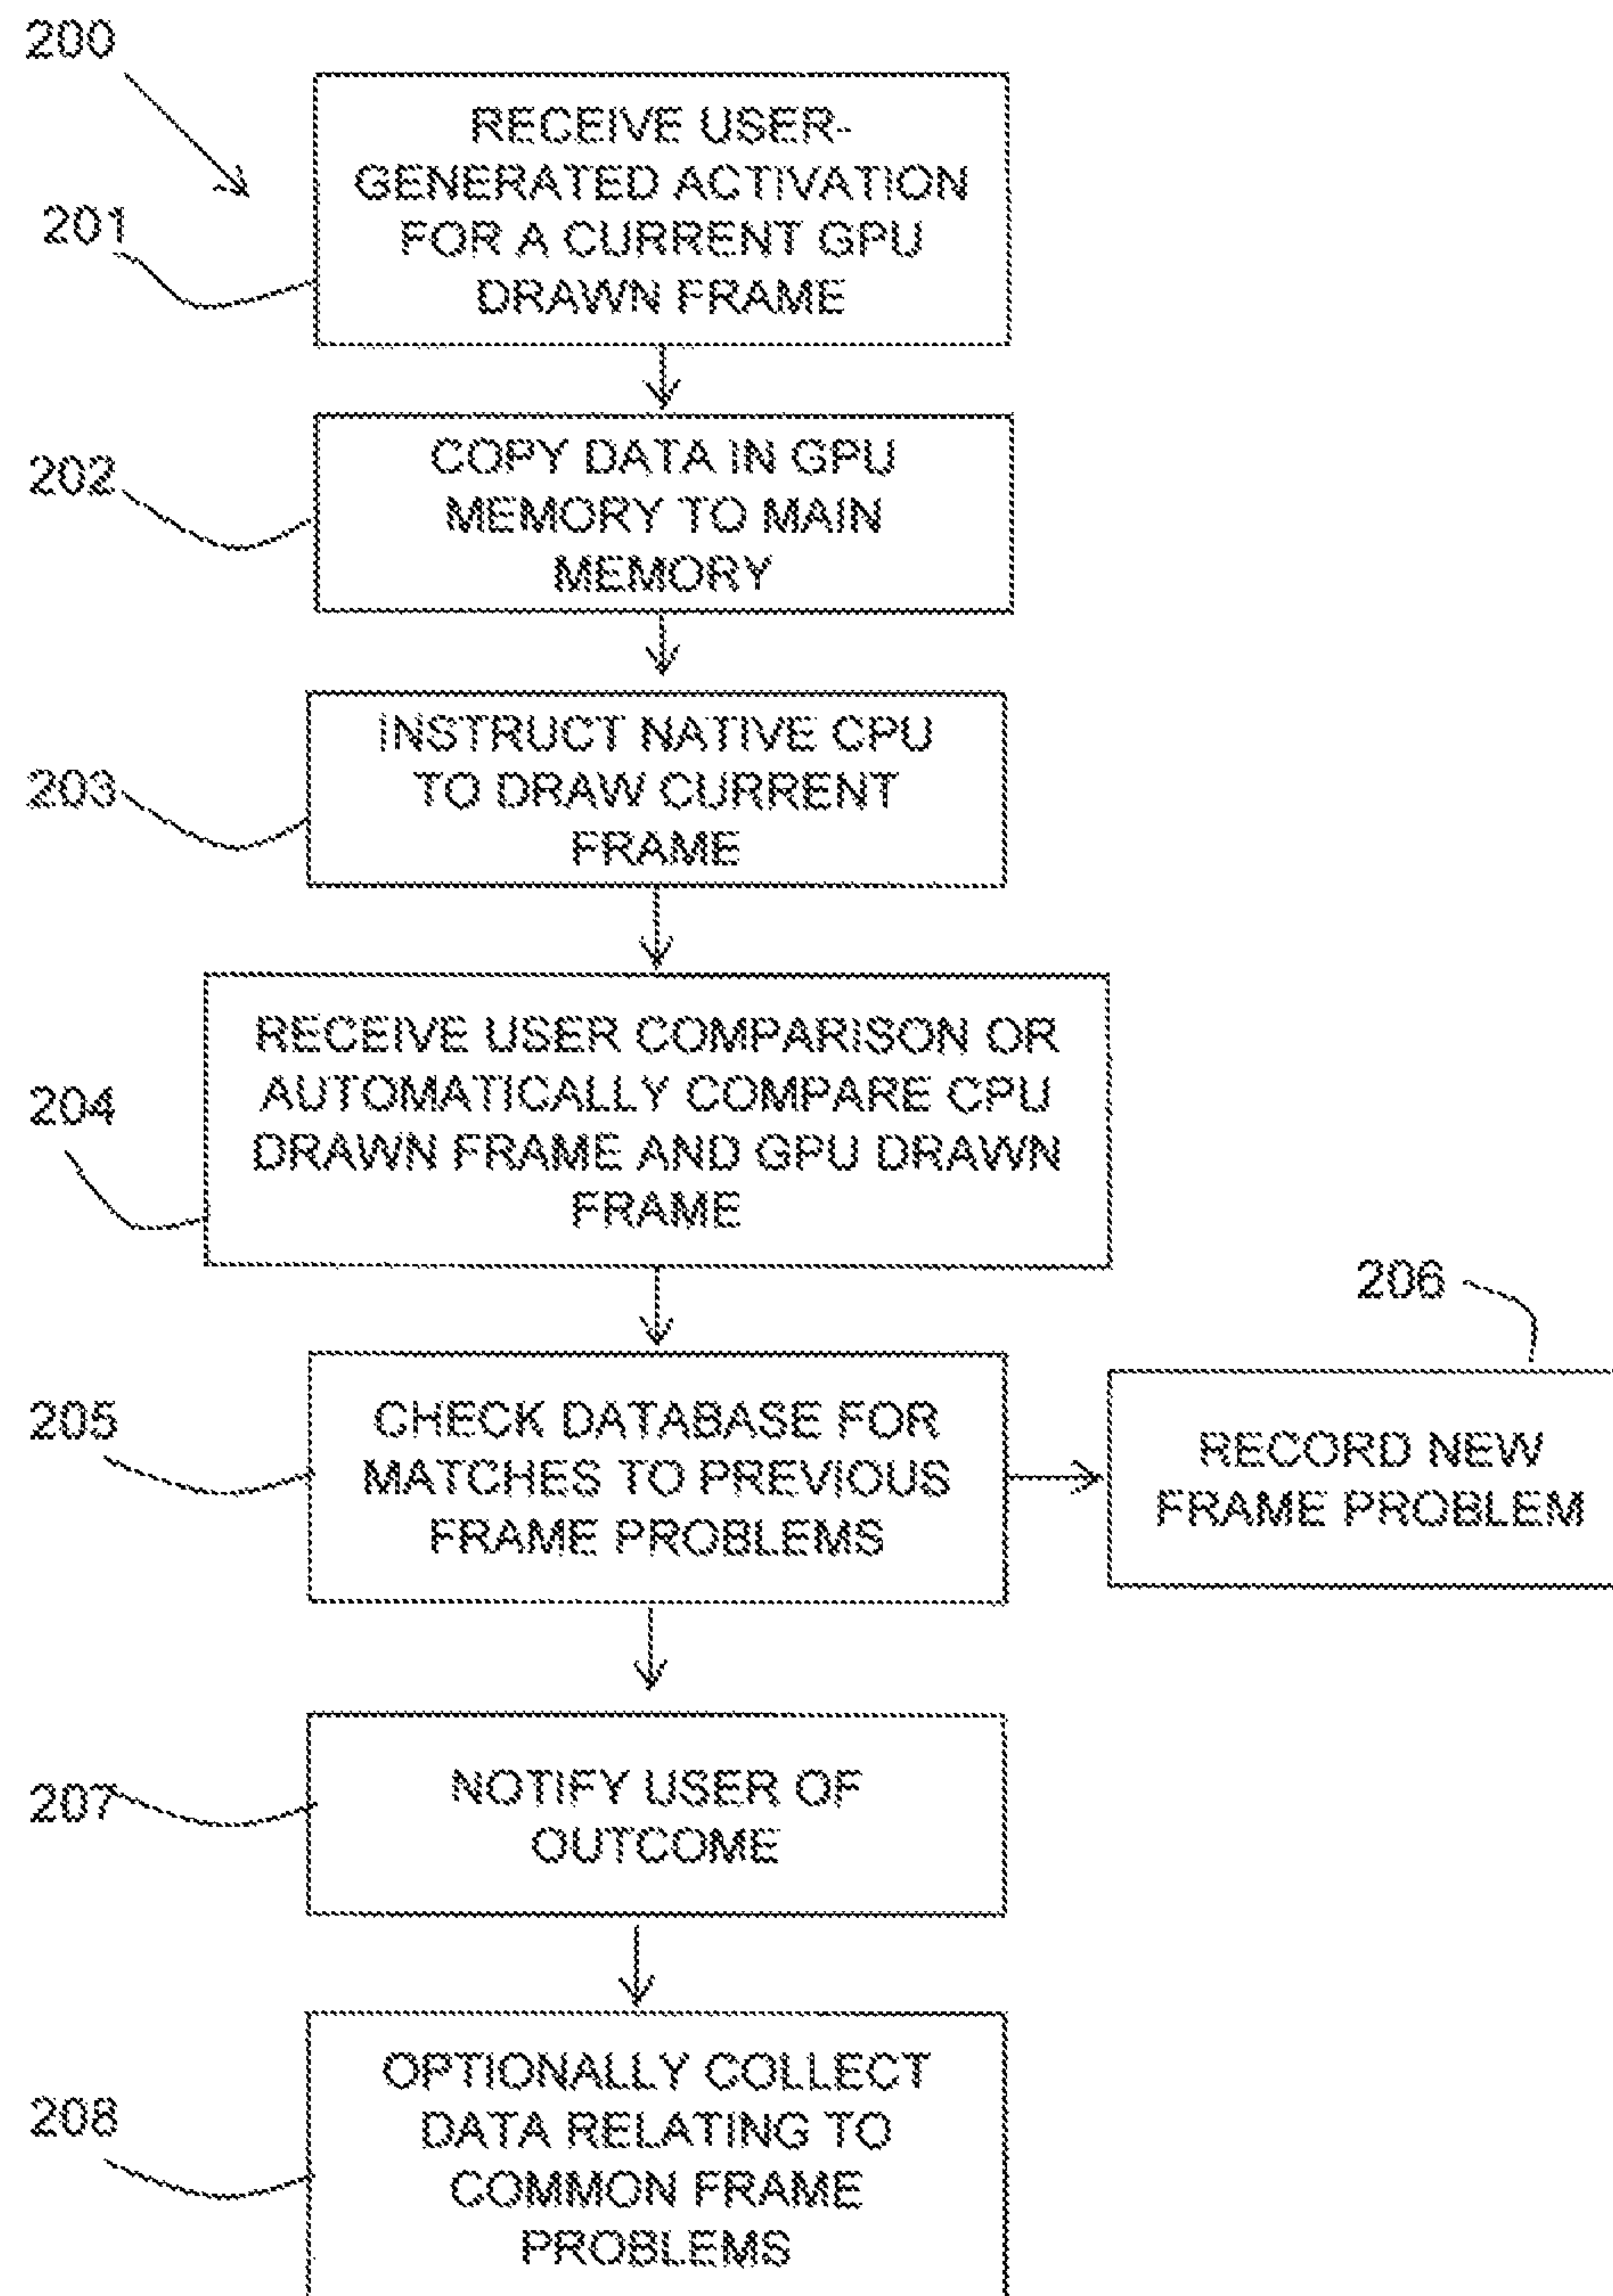 200
RECEIVE USER-
GENERATED ACTIVATION
FOR A CURRENT GPU
DRAWN FRAME
201
COPY DATA IN GPU
MEMORY TO MAIN
MEMORY
202
INSTRUCT NATIVE CPU
TO DRAW CURRENT
FRAME
203
RECEIVE USER COMPARISON OR
AUTOMATICALLY COMPARE CPU
DRAWN FRAME AND GPU DRAWN
FRAME
204
CHECK DATABASE FOR
MATCHES TO PREVIOUS
FRAME PROBLEMS
205
206
RECORD NEW
FRAME PROBLEM
NOTIFY USER OF
OUTCOME
207
OPTIONALLY COLLECT
DATA RELATING TO
COMMON FRAME
PROBLEMS
208